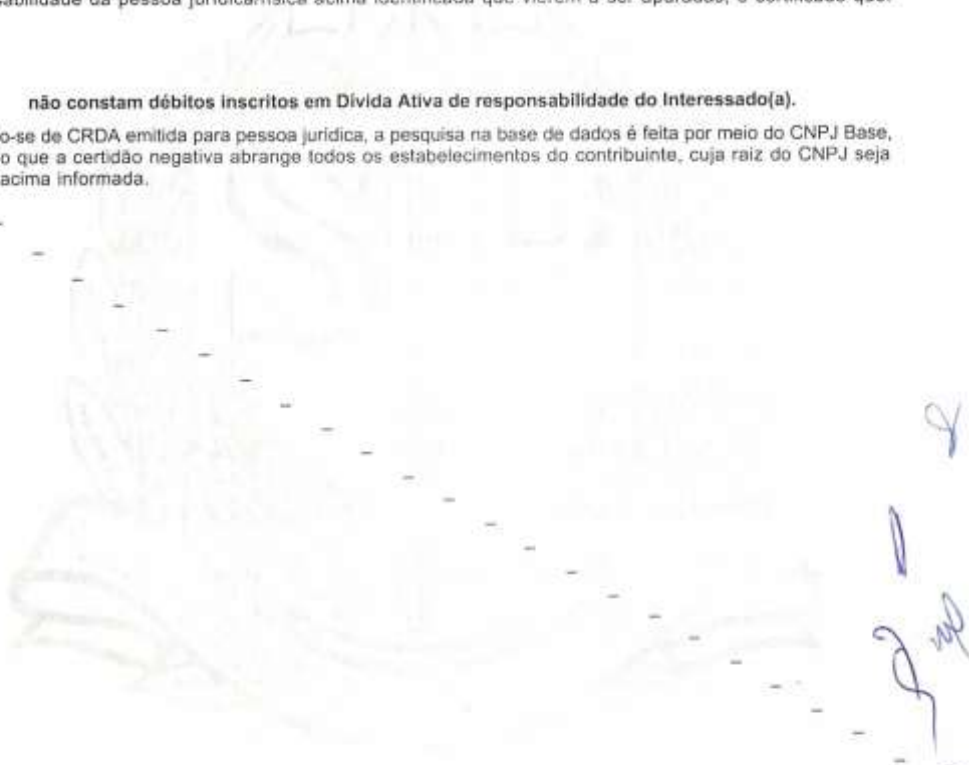 não constam débitos inscritos em Dívida Ativa de responsabilidade do Interessado(a).
o-se de CRDA emitida para pessoa jurídica, a pesquisa na base de dados é feita por meio do CNPJ Base,
o que a certidão negativa abrange todos os estabelecimentos do contribuinte, cuja raiz do CNPJ seja
acima informada.